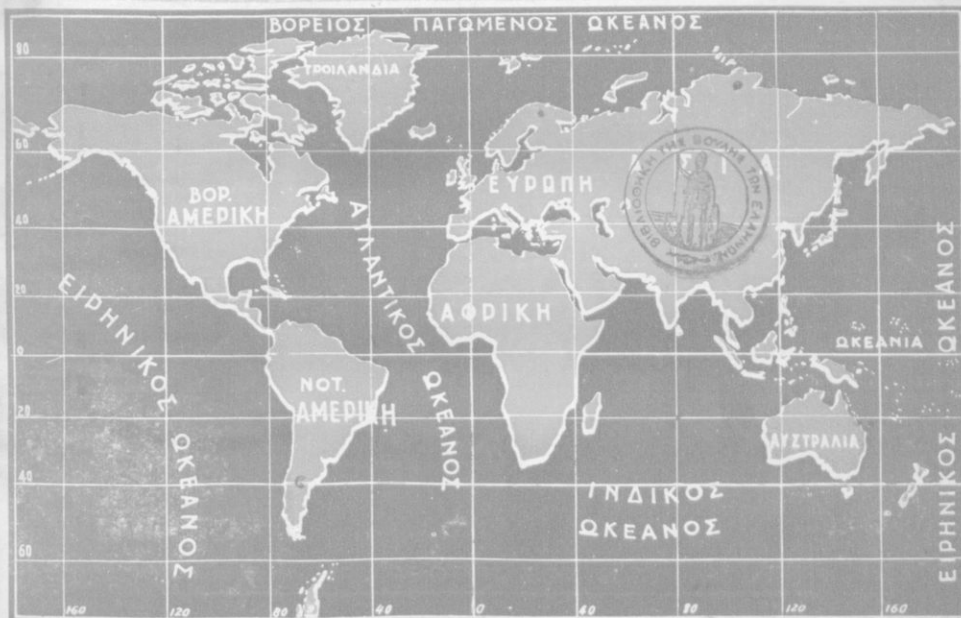 ΒΟΡΕΙΟΣ ΠΑΓΩΜΕΝΟΣ ΩΚΕΑΝΟΣ
ΓΡΟΙΛΑΝΔΙΑ
ΒΟΡ.
ΑΜΕΡΙΚΗ
ΕΥΡΩΠΗ
ΑΣΙΑ
ΒΙΒΛΙΟΘΗΚΗ ΤΗΣ ΒΟΥΛΗΣ ΤΩΝ ΕΛΛΗΝΩΝ
ΑΤΛΑΝΤΙΚΟΣ ΩΚΕΑΝΟΣ
ΕΙΡΗΝΙΚΟΣ ΩΚΕΑΝΟΣ
ΑΦΡΙΚΗ
ΩΚΕΑΝΙΑ
ΝΟΤ.
ΑΜΕΡΙΚΗ.
ΑΥΣΤΡΑΛΙΑ
ΙΝΔΙΚΟΣ
ΩΚΕΑΝΟΣ
ΕΙΡΗΝΙΚΟΣ ΩΚΕΑΝΟΣ
80
60
40
20
0
20
40
60
160 120 80 40 0 40 80 120 160